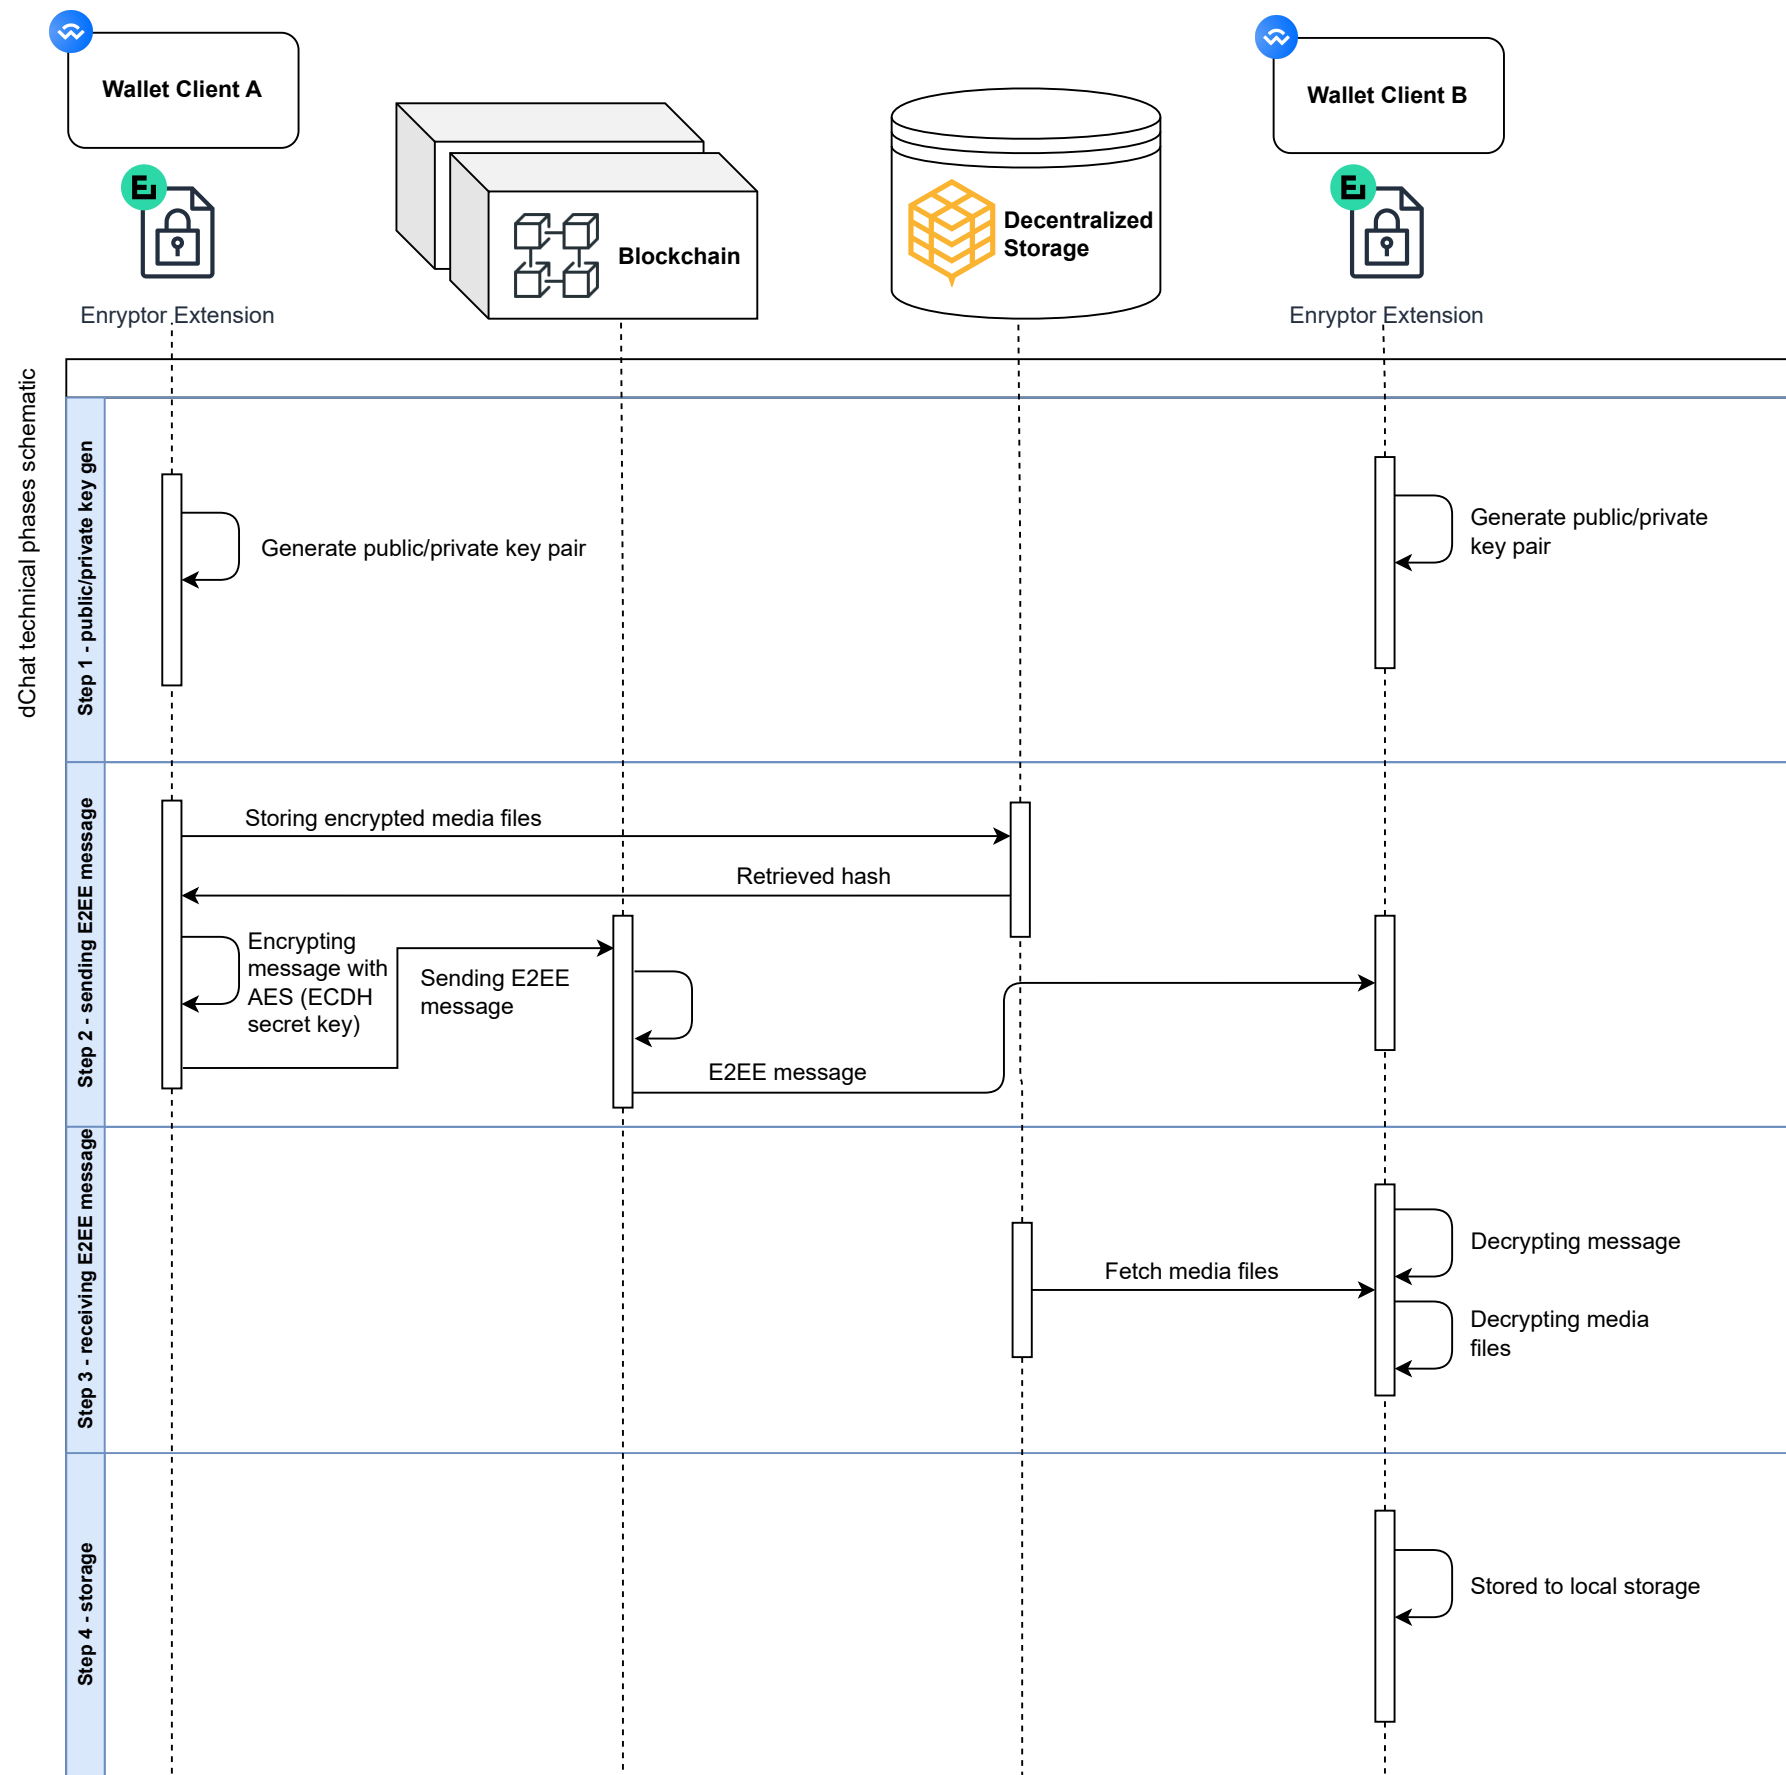 Wallet Client A
Wallet Client B
Blockchain
Decentralized
Storage
Enryptor Extension
Enryptor Extension
dChat technical phases schematic
Step 1 - public/private key gen
Generate public/private key pair
Generate public/private
key pair
Step 2 - sending E2EE message
Storing encrypted media files
Retrieved hash
Encrypting
message with
AES (ECDH
secret key)
Sending E2EE
message
E2EE message
Step 3 - receiving E2EE message
Decrypting message
Fetch media files
Decrypting media
files
Step 4 - storage
Stored to local storage